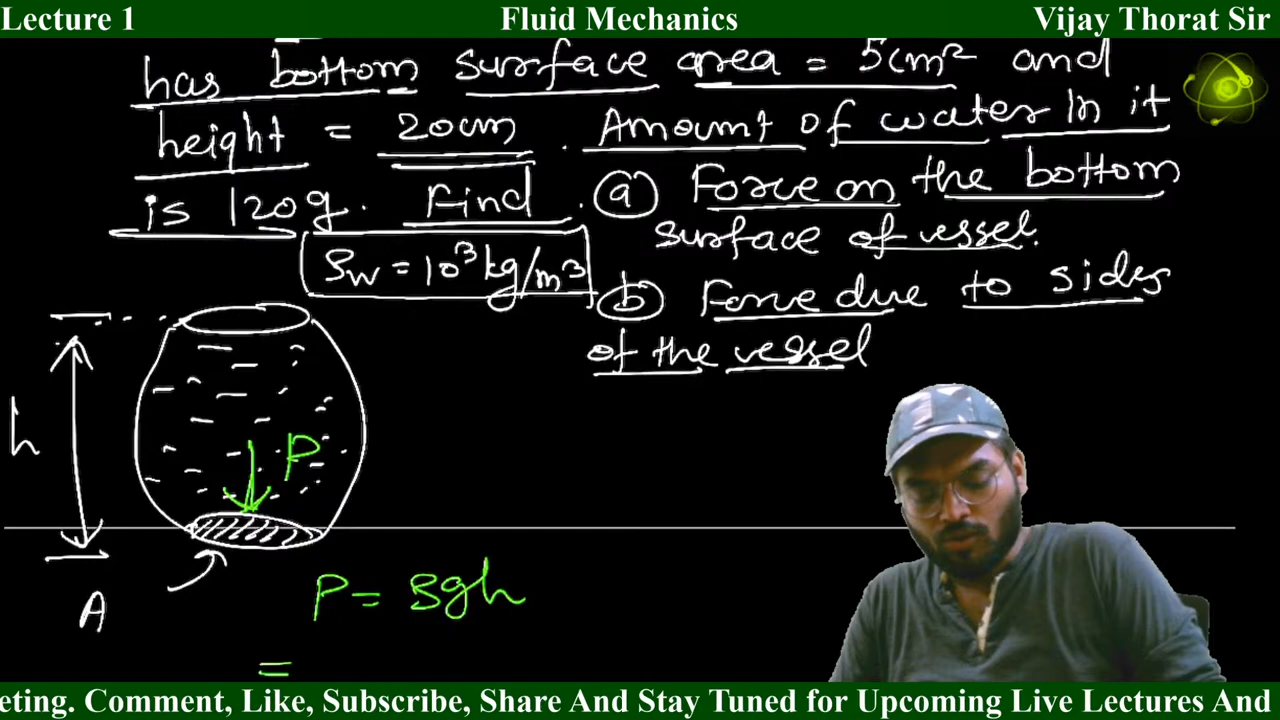 Lecture 1 Fluid Mechanics Vijay Thorat Sir
has bottom surface area = 5cm² and
height = 20cm. Amount of water In it
is 120g. Find (a) Force on the bottom
surface of vessel.
ρw = 10³ kg/m³
(b) Force due to sides
of the vessel
h
P
A
P = ρgh
=
eting. Comment, Like, Subscribe, Share And Stay Tuned for Upcoming Live Lectures And